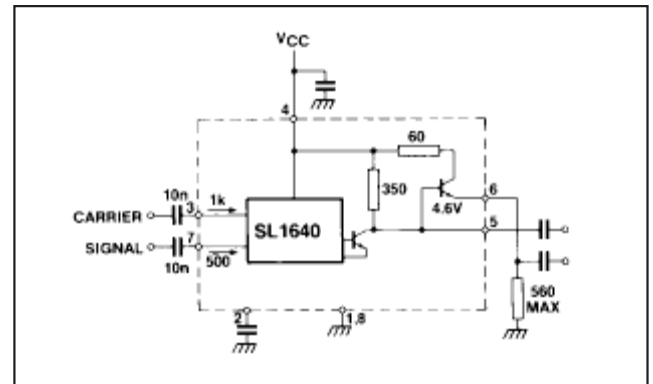 VCC
4
60
350
6
4.6V
5
10n
3
1k
CARRIER
SL1640
SIGNAL
7
10n
500
560
MAX
2
1,8